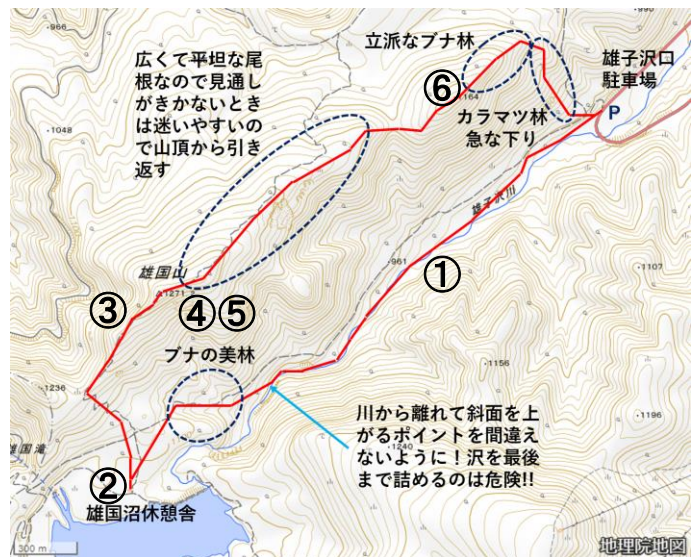 ・966
広くて平坦な尾
根なので見通し
がきかないとき
は迷いやすいの
で山頂から引き
返す
立派なブナ林
雄子沢口
駐車場
P
⑥
カラマツ林
急な下り
・1048
雄子沢川
・961
①
・1107
雄国山
△1271
③
④⑤
ブナの美林
・1156
・1236
川から離れて斜面を上
がるポイントを間違え
ないように！沢を最後
まで詰めるのは危険!!
・1240
・1196
雄国滝
②
雄国沼休憩舎
300 m
地理院地図